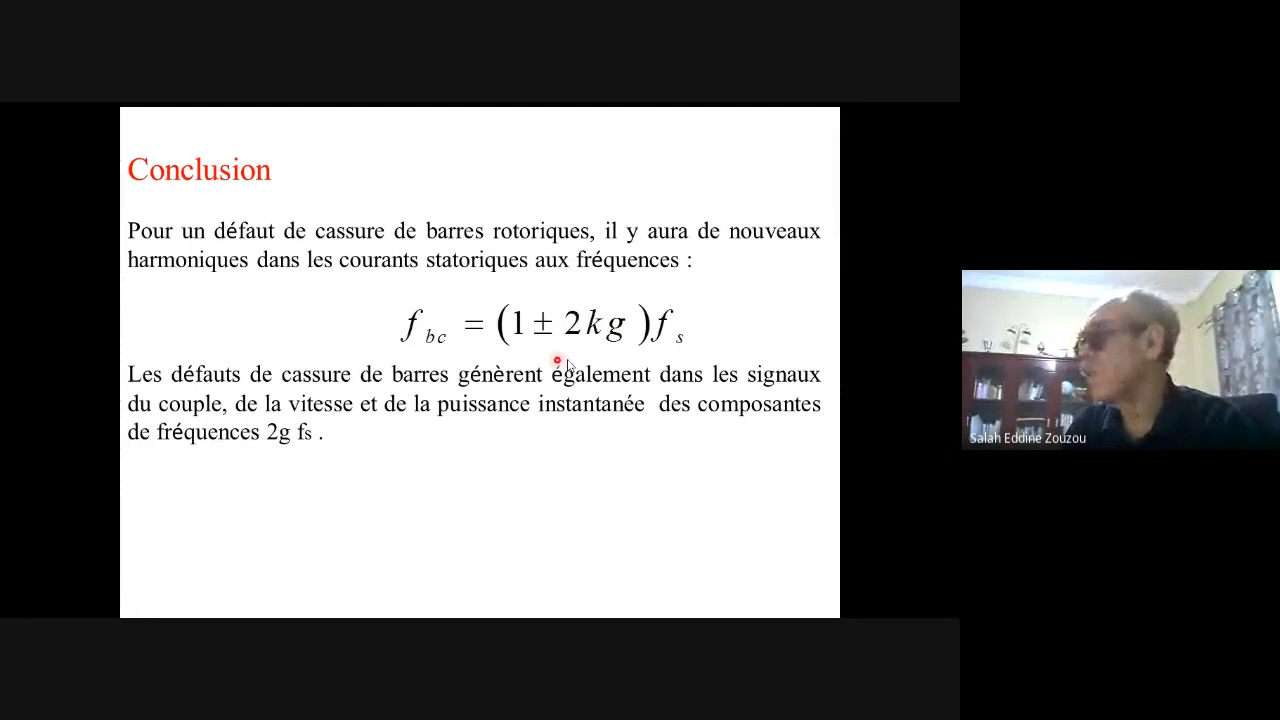 Conclusion
Pour un défaut de cassure de barres rotoriques, il y aura de nouveaux
harmoniques dans les courants statoriques aux fréquences :
f bc = (1 ± 2 k g ) f s
Les défauts de cassure de barres génèrent également dans les signaux
du couple, de la vitesse et de la puissance instantanée des composantes
de fréquences 2g fs .
Salah Eddine Zouzou